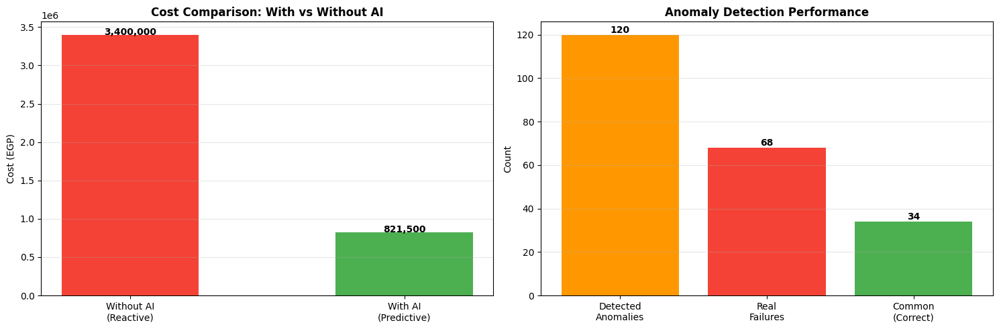 Cost Comparison: With vs Without AI
1e6
3.5
3.0
2.5
2.0
1.5
1.0
0.5
0.0
Cost (EGP)
3,400,000
821,500
Without AI
(Reactive)
With AI
(Predictive)
Anomaly Detection Performance
120
100
80
60
40
20
0
Count
120
68
34
Detected
Anomalies
Real
Failures
Common
(Correct)